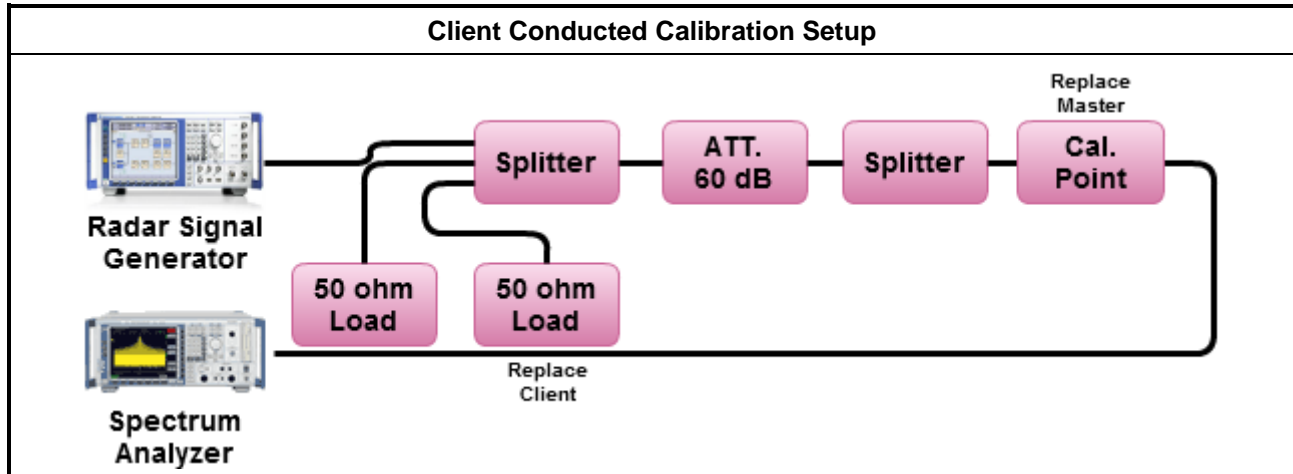 Client Conducted Calibration Setup
Replace
Master
Splitter
ATT.
60 dB
Splitter
Cal.
Point
Radar Signal
Generator
50 ohm
Load
50 ohm
Load
Replace
Client
Spectrum
Analyzer